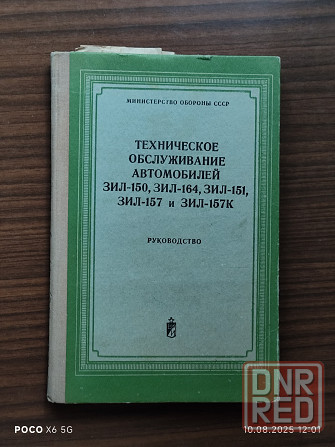 МИНИСТЕРСТВО ОБОРОНЫ СССР
ТЕХНИЧЕСКОЕ
ОБСЛУЖИВАНИЕ
АВТОМОБИЛЕЙ
ЗИЛ-150, ЗИЛ-164, ЗИЛ-151,
ЗИЛ-157 и ЗИЛ-157К
РУКОВОДСТВО
DNR
RED
POCO X6 5G
10.08.2025 12:01